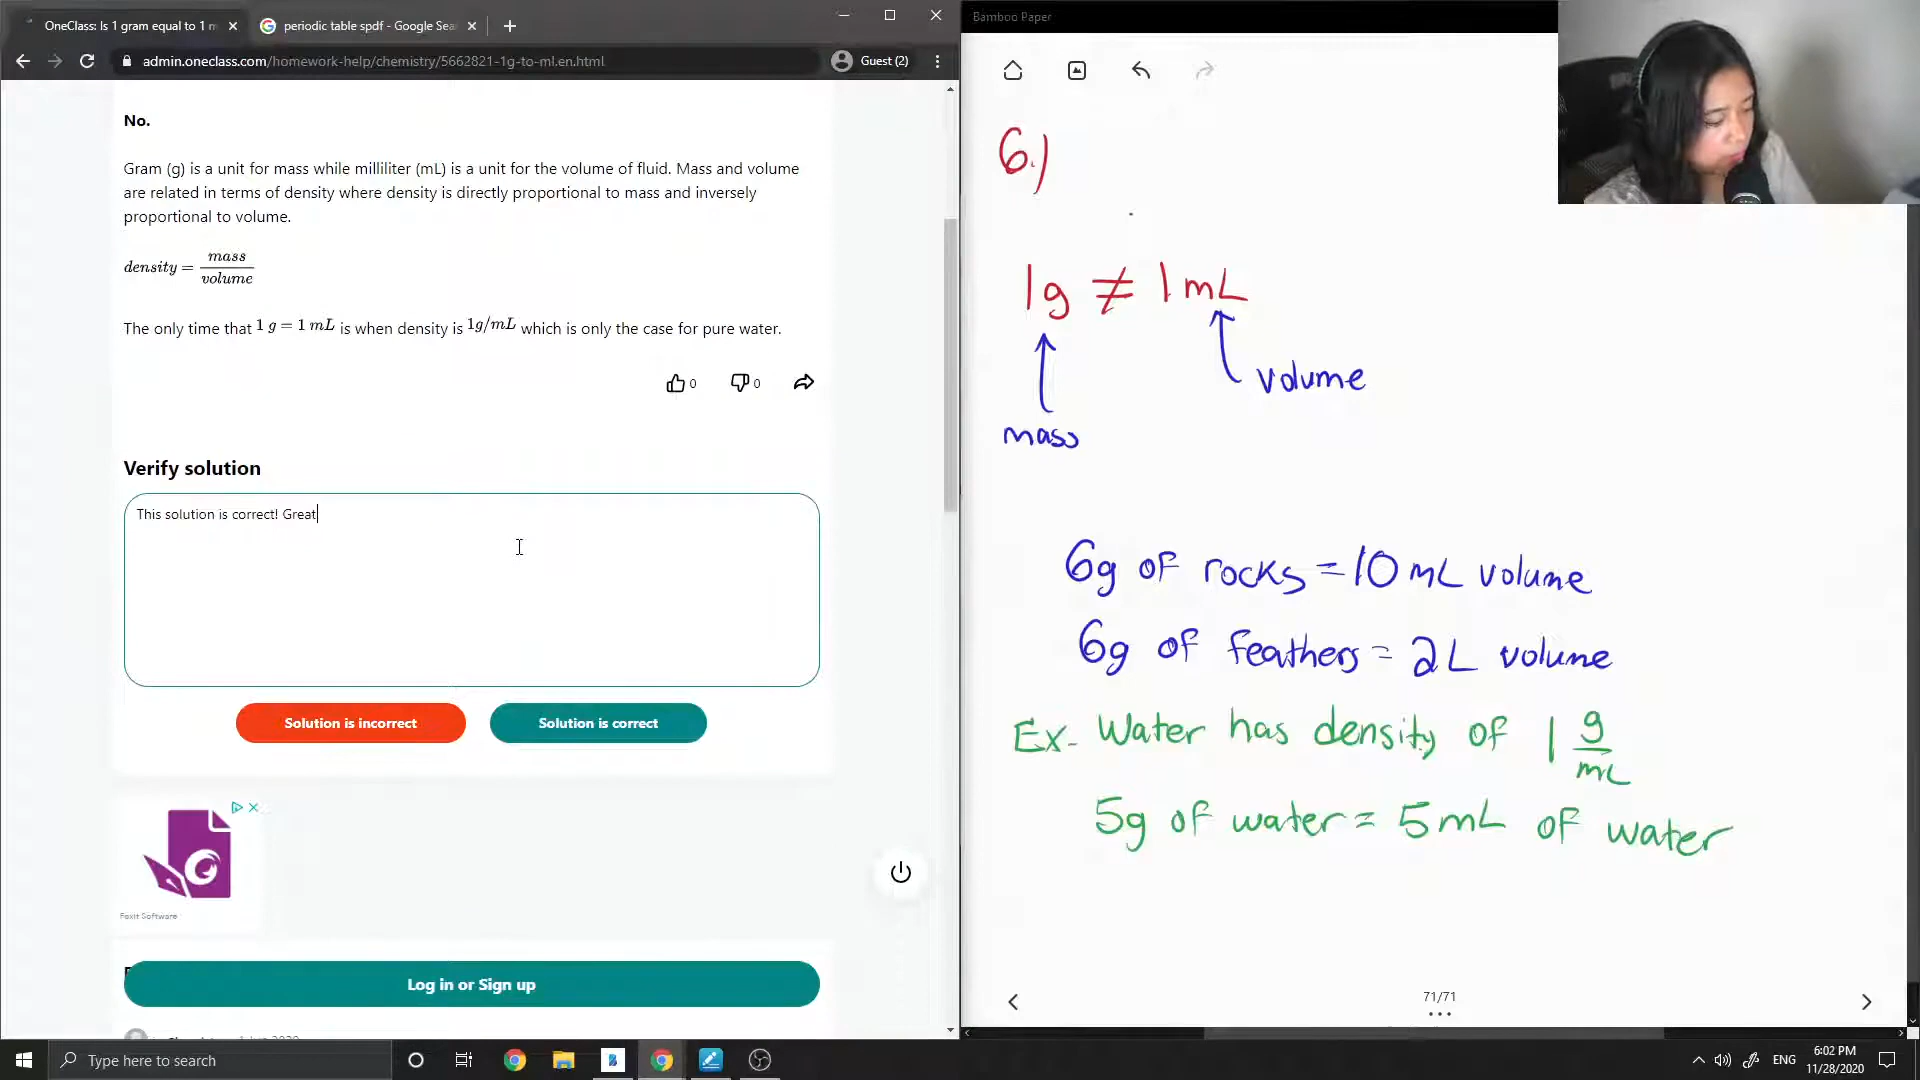 OneClass: Is 1 gram equal to 1 m
periodic table spdf - Google Sea
admin.oneclass.com/homework-help/chemistry/5662821-1g-to-ml.en.html
Guest (2)
No.
Gram (g) is a unit for mass while milliliter (mL) is a unit for the volume of fluid. Mass and volume
are related in terms of density where density is directly proportional to mass and inversely
proportional to volume.
density = mass
volume
The only time that 1 g = 1 mL is when density is 1g/mL which is only the case for pure water.
0
0
Verify solution
This solution is correct! Great
Solution is incorrect
Solution is correct
Foxit Software
Log in or Sign up
Type here to search
Bamboo Paper
6.)
1g ≠ 1mL
volume
mass
6g of rocks = 10 mL volume
6g of feathers = 2L volume
Ex- Water has density of 1 g
mL
5g of water = 5 mL of water
71/71
ENG
6:02 PM
11/28/2020